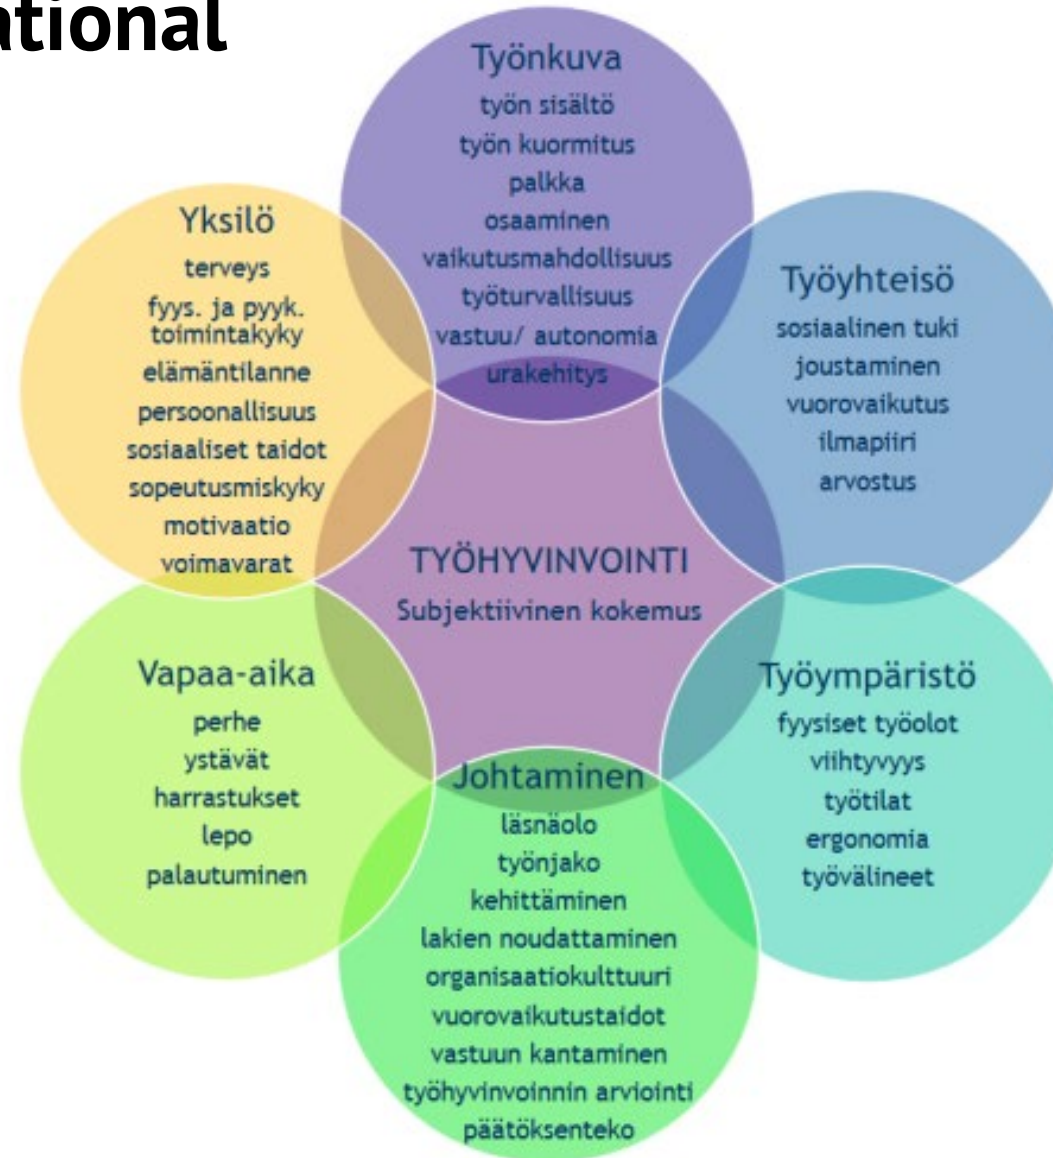 ational
Työnkuva
työn sisältö
työn kuormitus
palkka
osaaminen
vaikutusmahdollisuus
työturvallisuus
vastuu/ autonomia
urakehitys
Yksilö
terveys
fyys. ja pyyk.
toimintakyky
elämäntilanne
persoonallisuus
sosiaaliset taidot
sopeutusmiskyky
motivaatio
voimavarat
Työyhteisö
sosiaalinen tuki
joustaminen
vuorovaikutus
ilmapiiri
arvostus
TYÖHYVINVOINTI
Subjektiivinen kokemus
Vapaa-aika
perhe
ystävät
harrastukset
lepo
palautuminen
Työympäristö
fyysiset työolot
viihtyvyys
työtilat
ergonomia
työvälineet
Johtaminen
läsnäolo
työnjako
kehittäminen
lakien noudattaminen
organisaatiokulttuuri
vuorovaikutustaidot
vastuun kantaminen
työhyvinvoinnin arviointi
päätöksenteko